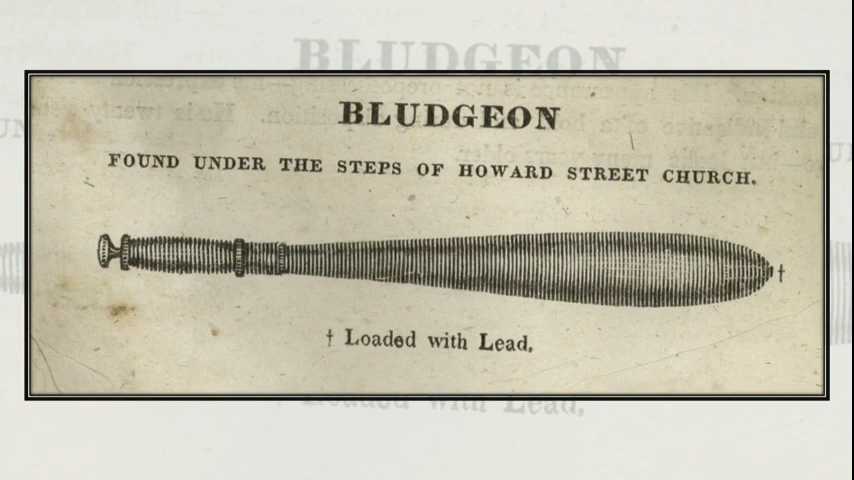 BLUDGEON
FOUND UNDER THE STEPS OF HOWARD STREET CHURCH.
†
† Loaded with Lead.